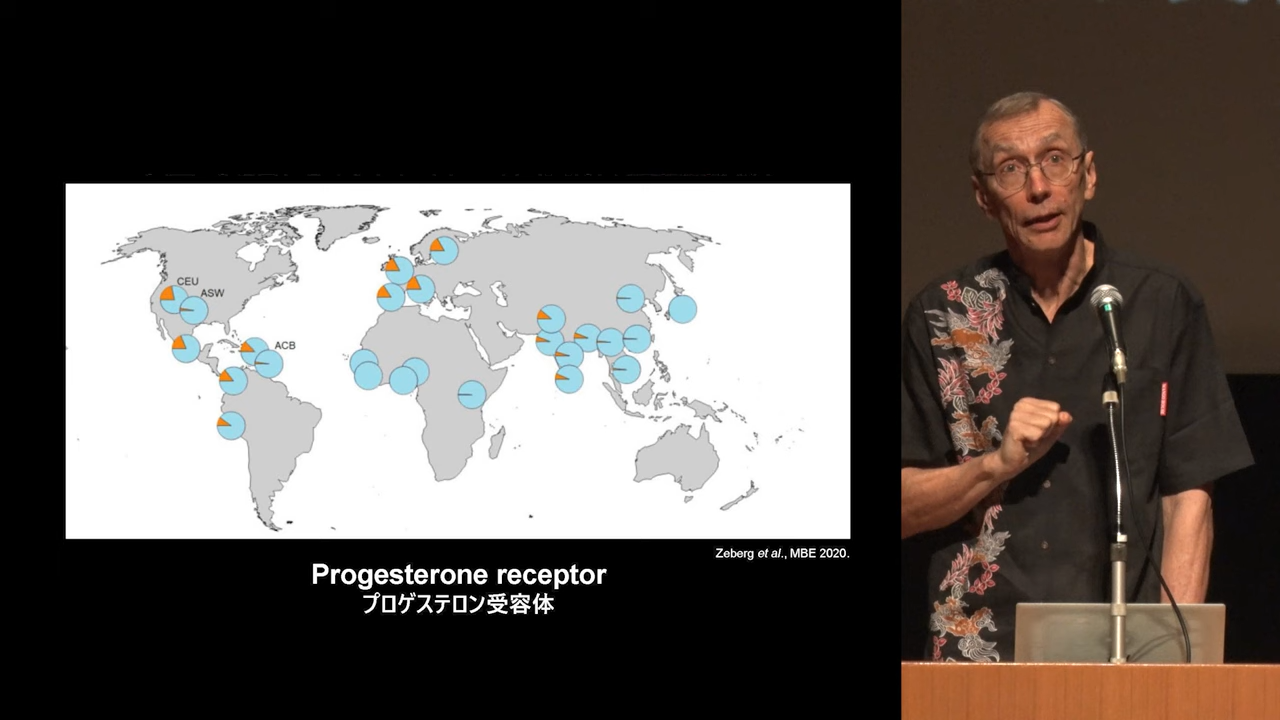 CEU
ASW
ACB
Zeberg et al., MBE 2020.
Progesterone receptor
プロゲステロン受容体